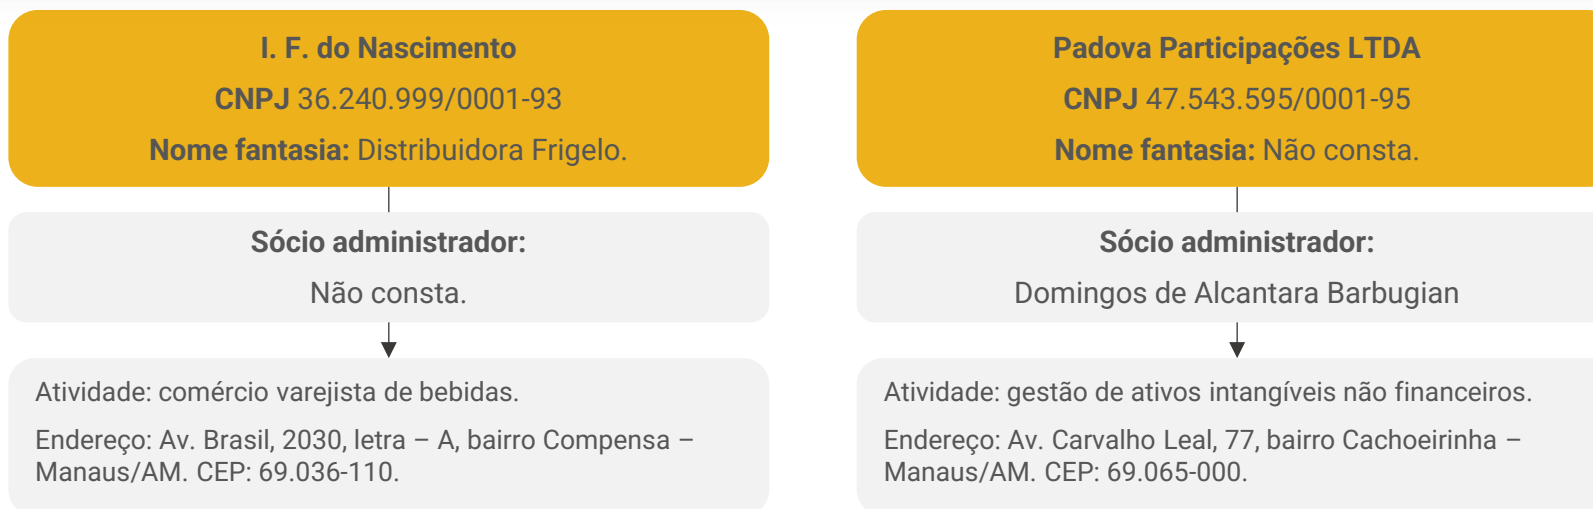 I. F. do Nascimento
CNPJ 36.240.999/0001-93
Nome fantasia: Distribuidora Frigelo.
Sócio administrador:
Não consta.
Atividade: comércio varejista de bebidas.
Endereço: Av. Brasil, 2030, letra – A, bairro Compensa –
Manaus/AM. CEP: 69.036-110.
Padova Participações LTDA
CNPJ 47.543.595/0001-95
Nome fantasia: Não consta.
Sócio administrador:
Domingos de Alcantara Barbugian
Atividade: gestão de ativos intangíveis não financeiros.
Endereço: Av. Carvalho Leal, 77, bairro Cachoeirinha –
Manaus/AM. CEP: 69.065-000.